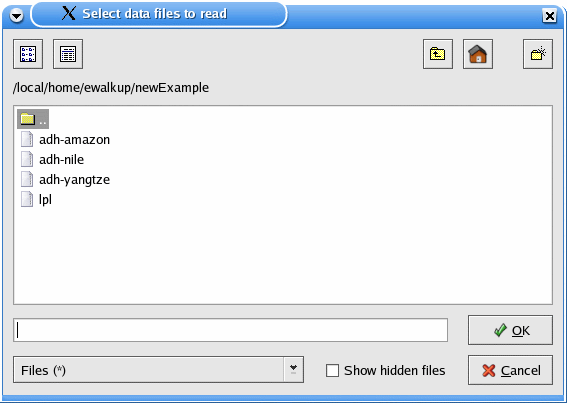 Select data files to read
/local/home/ewalkup/newExample
..
adh-amazon
adh-nile
adh-yangtze
lpl
OK
Files (*)
Show hidden files
Cancel